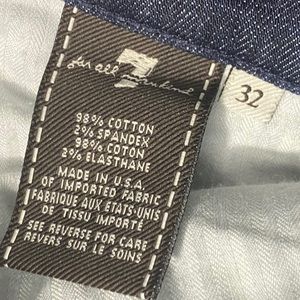 7
for all mankind
32
98% COTTON
2% SPANDEX
98% COTON
2% ELASTHANE
MADE IN U.S.A.
OF IMPORTED FABRIC
FABRIQUE AUX ETATS-UNIS
DE TISSU IMPORTÉ
SEE REVERSE FOR CARE
REVERS SUR LE SOINS